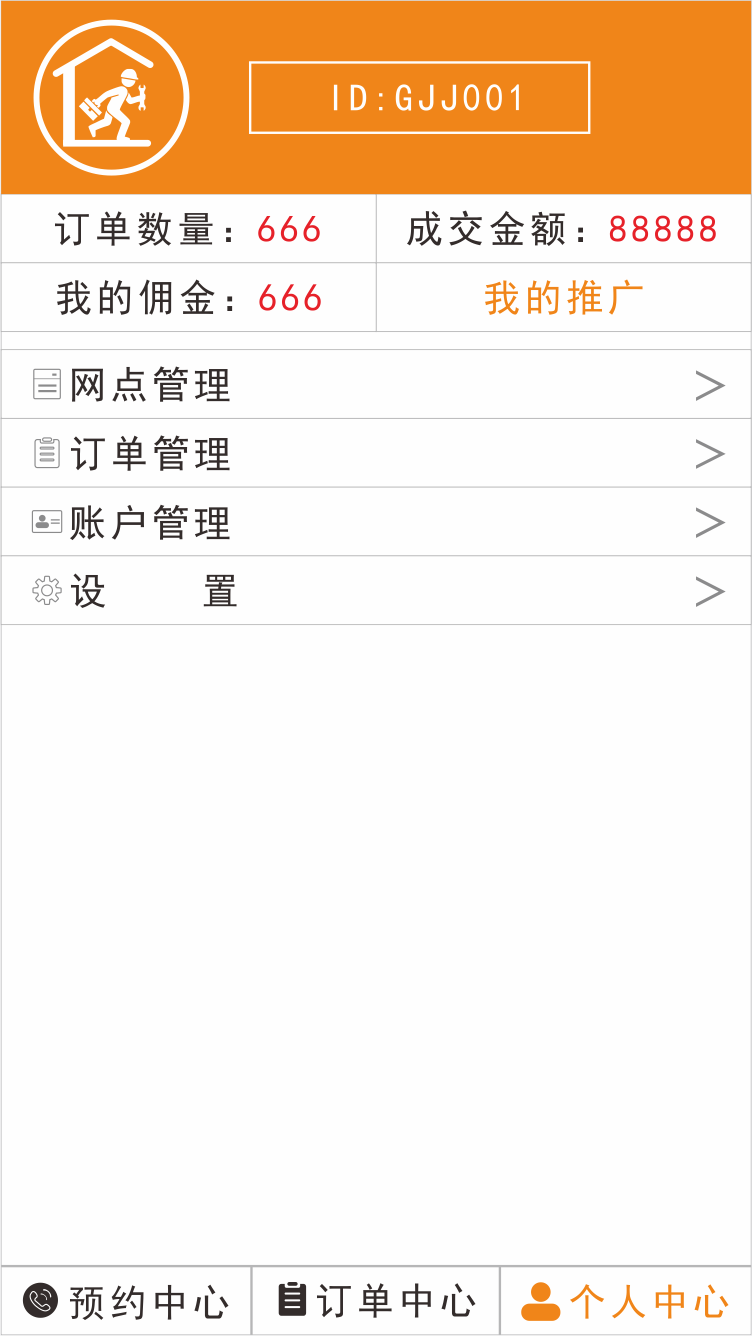 ID:GJJ001
订单数量：666 成交金额：88888
我的佣金：666 我的推广
网点管理
订单管理
账户管理
设 置
预约中心 订单中心 个人中心